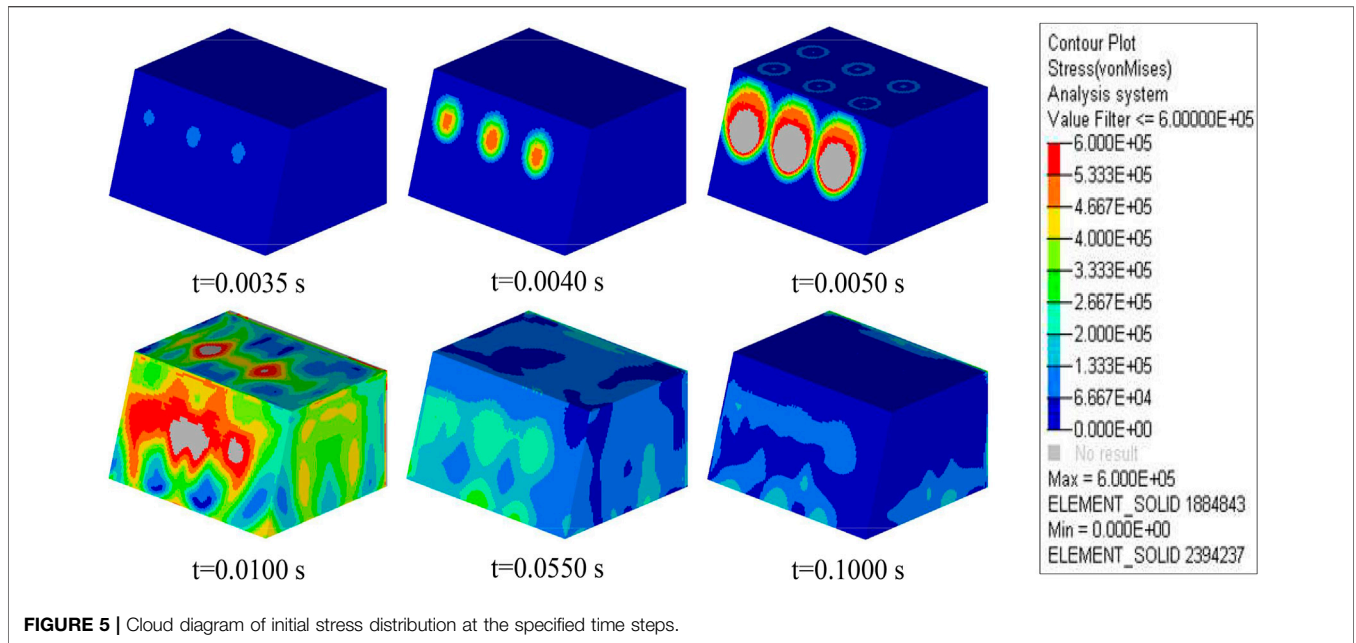 t=0.0035 s
t=0.0040 s
t=0.0050 s
t=0.0100 s
t=0.0550 s
t=0.1000 s
Contour Plot
Stress(vonMises)
Analysis system
Value Filter <= 6.00000E+05
6.000E+05
5.333E+05
4.667E+05
4.000E+05
3.333E+05
2.667E+05
2.000E+05
1.333E+05
6.667E+04
0.000E+00
No result
Max = 6.000E+05
ELEMENT_SOLID 1884843
Min = 0.000E+00
ELEMENT_SOLID 2394237
FIGURE 5 | Cloud diagram of initial stress distribution at the specified time steps.